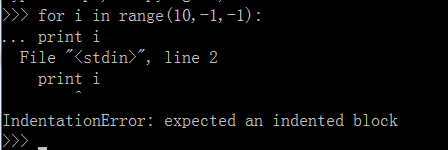 >>> for i in range(10,-1,-1):
... print i
  File "<stdin>", line 2
    print i
        ^
IndentationError: expected an indented block
>>>